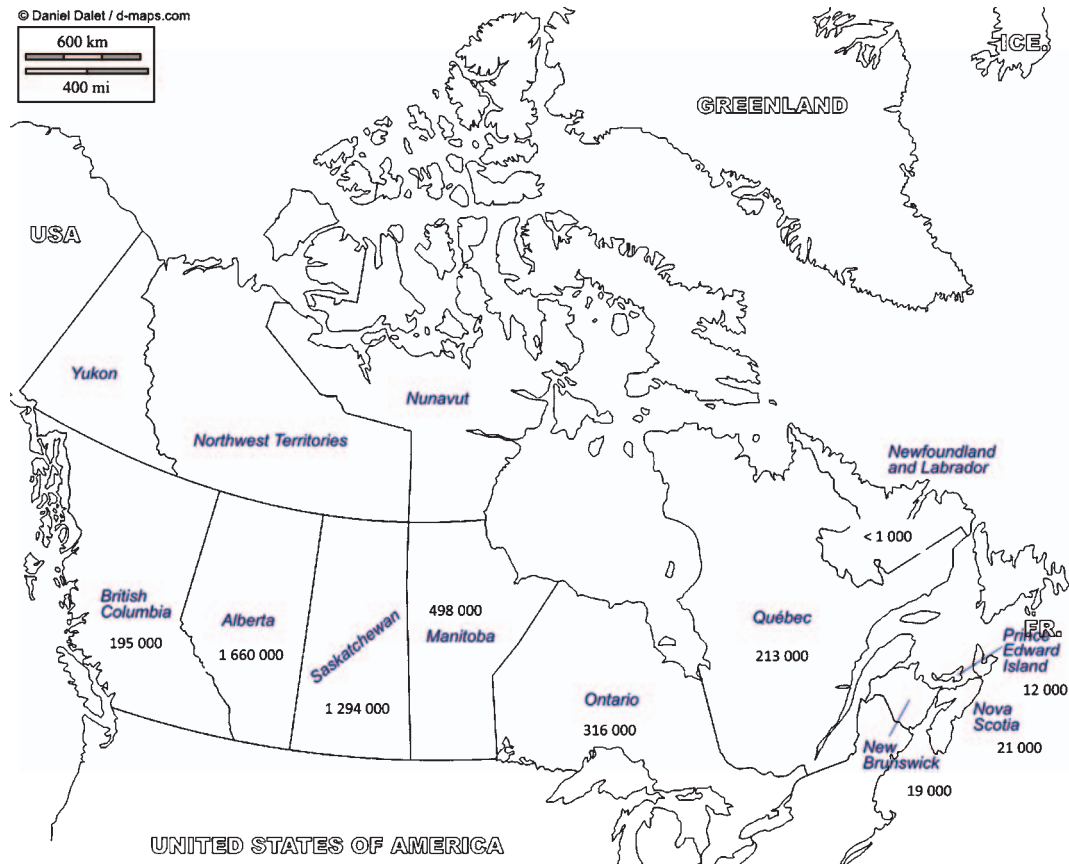 © Daniel Dalet / d-maps.com
600 km
400 mi
ICE.
GREENLAND
USA
Yukon
Nunavut
Northwest Territories
Newfoundland
and Labrador
< 1 000
British
Columbia
195 000
Alberta
1 660 000
Saskatchewan
1 294 000
498 000
Manitoba
Ontario
316 000
Québec
213 000
FR.
Prince
Edward
Island
12 000
Nova
Scotia
21 000
New
Brunswick
19 000
UNITED STATES OF AMERICA